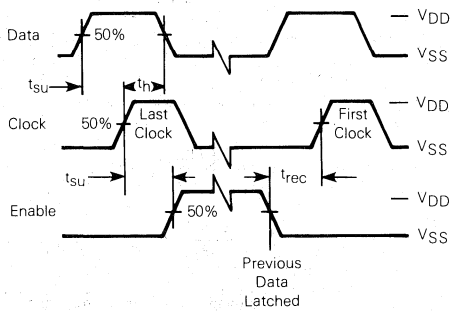 VDD
Data
50%
VSS
tsu
th
VDD
Clock
50%
Last
Clock
First
Clock
VSS
tsu
trec
VDD
Enable
50%
VSS
Previous
Data
Latched